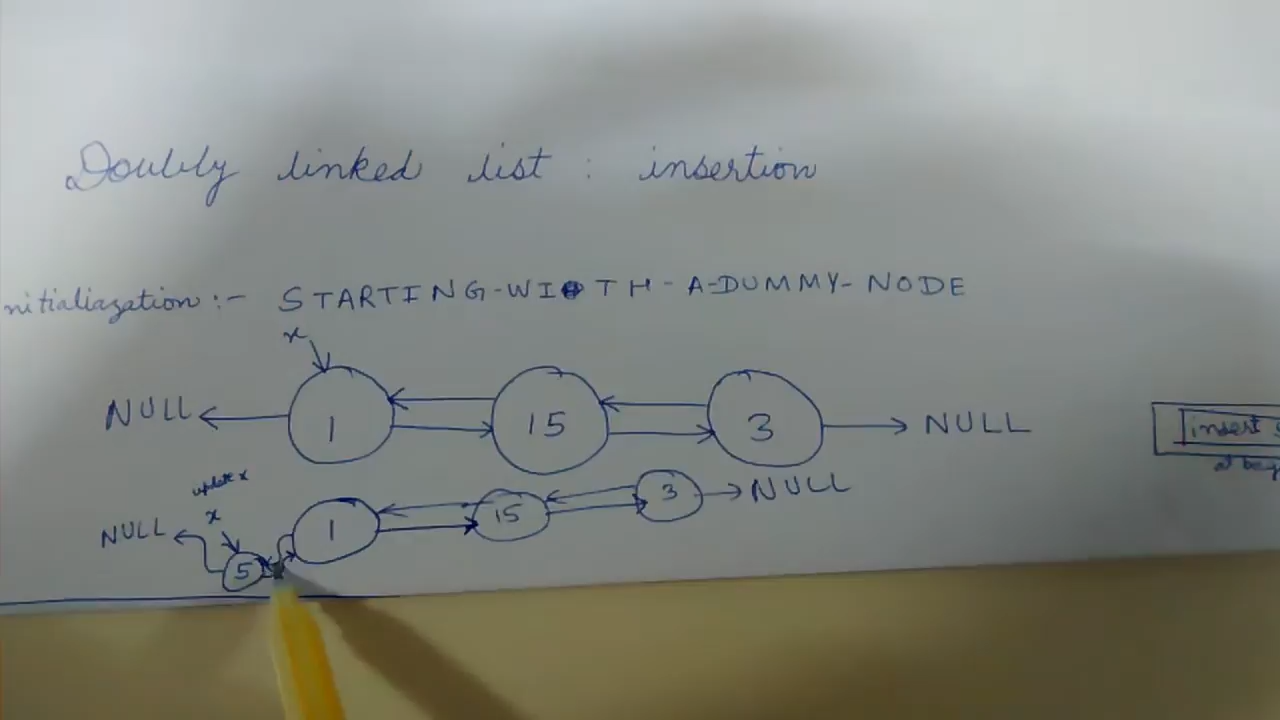 Doubly linked list : insertion
nitialiazation :- STARTING-WITH-A-DUMMY-NODE
x
NULL 1 15 3 NULL
insert
update x
x
NULL 5 1 15 3 NULL